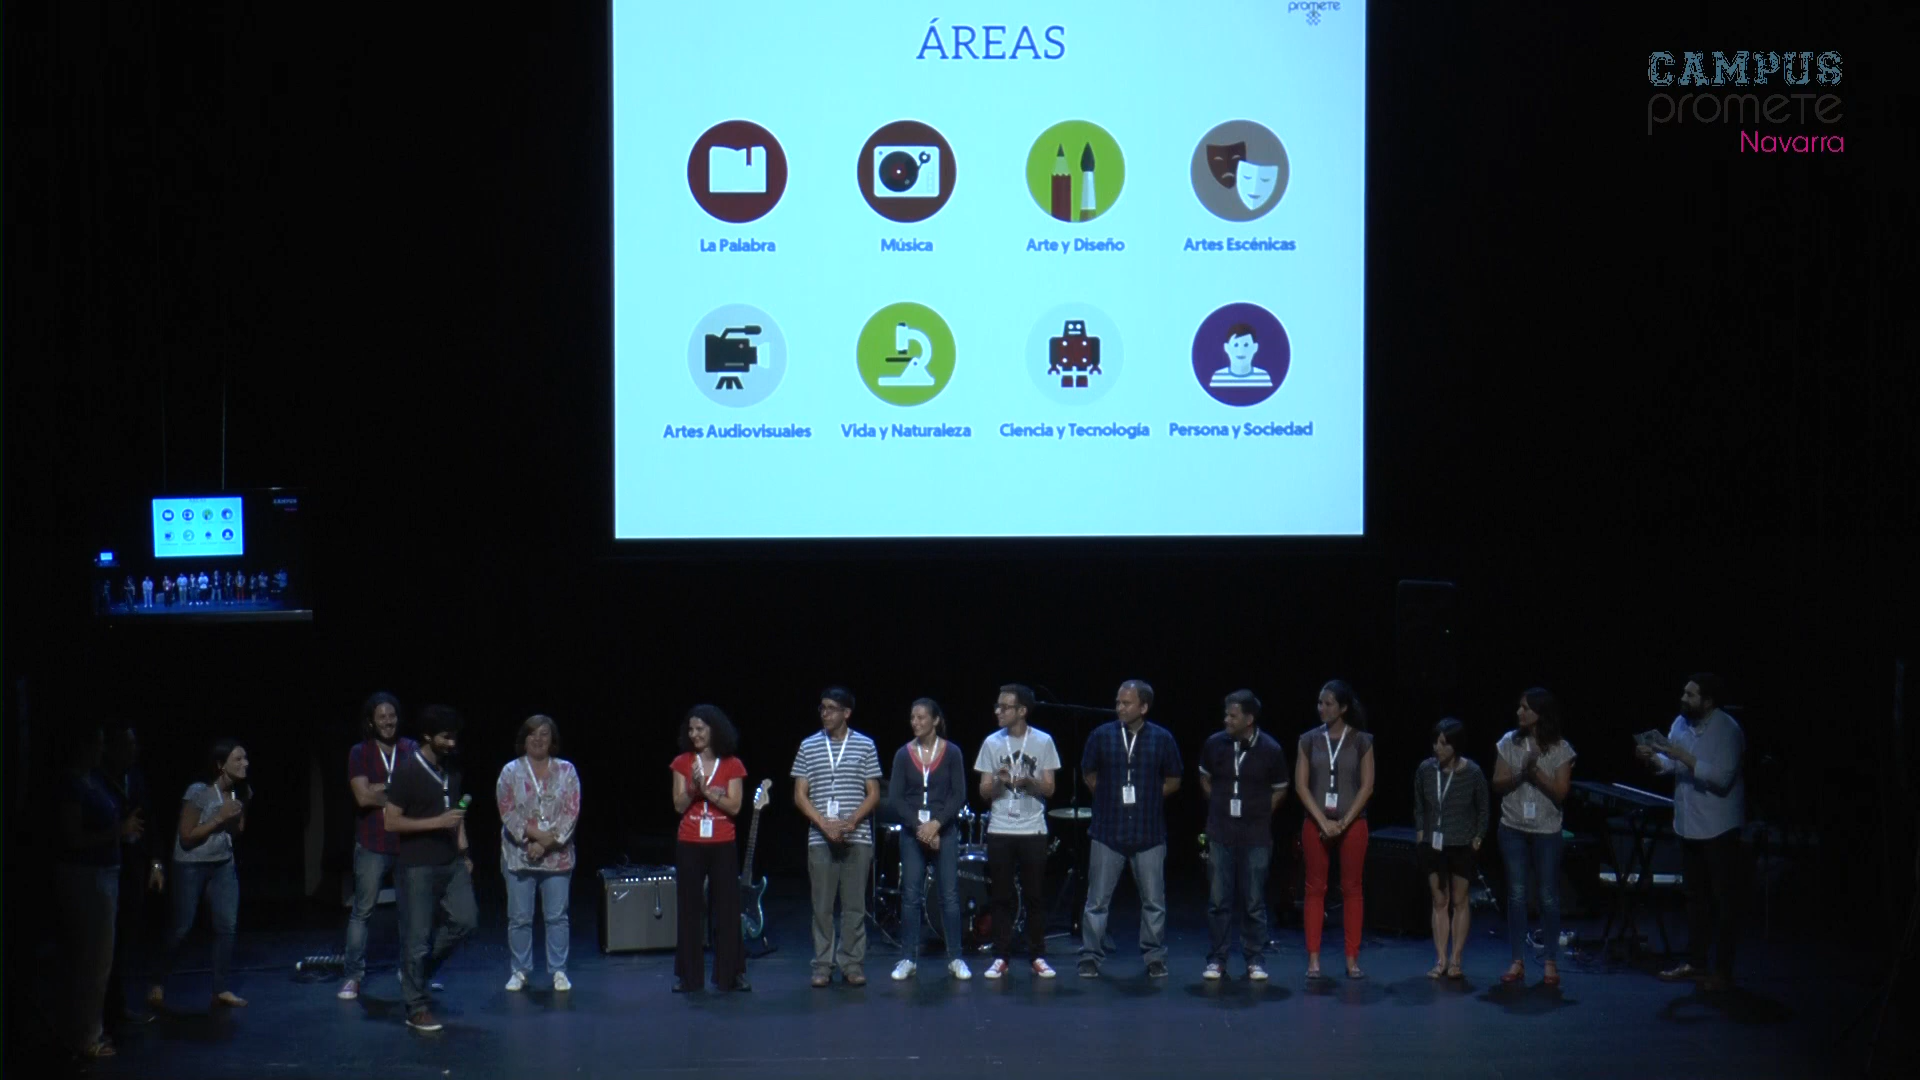 promete
ÁREAS
CAMPUS
promete
Navarra
La Palabra
Música
Arte y Diseño
Artes Escénicas
Artes Audiovisuales
Vida y Naturaleza
Ciencia y Tecnología
Persona y Sociedad